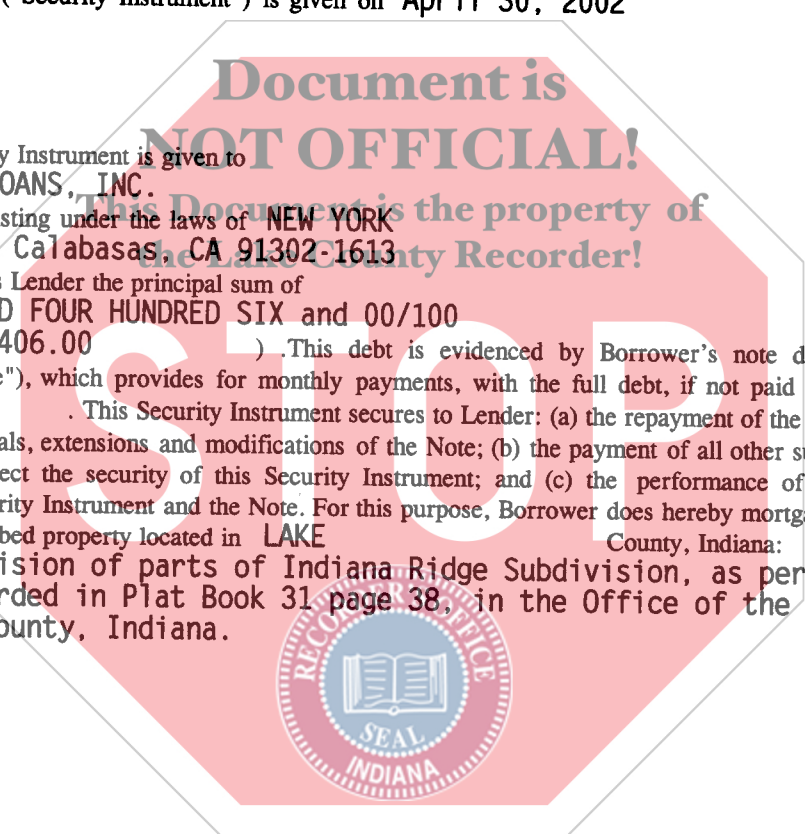 ("Security Instrument") is given on April 30, 2002
Document is
NOT OFFICIAL!
y Instrument is given to
OANS, INC.
This Document is the property of
sting under the laws of NEW YORK
Calabasas, CA 91302-1613
the Lake County Recorder!
Lender the principal sum of
D FOUR HUNDRED SIX and 00/100
406.00 ) .This debt is evidenced by Borrower's note d
e"), which provides for monthly payments, with the full debt, if not paid
. This Security Instrument secures to Lender: (a) the repayment of the
als, extensions and modifications of the Note; (b) the payment of all other s
ect the security of this Security Instrument; and (c) the performance of
rity Instrument and the Note. For this purpose, Borrower does hereby mortga
bed property located in LAKE County, Indiana:
ision of parts of Indiana Ridge Subdivision, as per
rded in Plat Book 31 page 38, in the Office of the
ounty, Indiana.
STOP
RECORDER'S OFFICE
SEAL
INDIANA